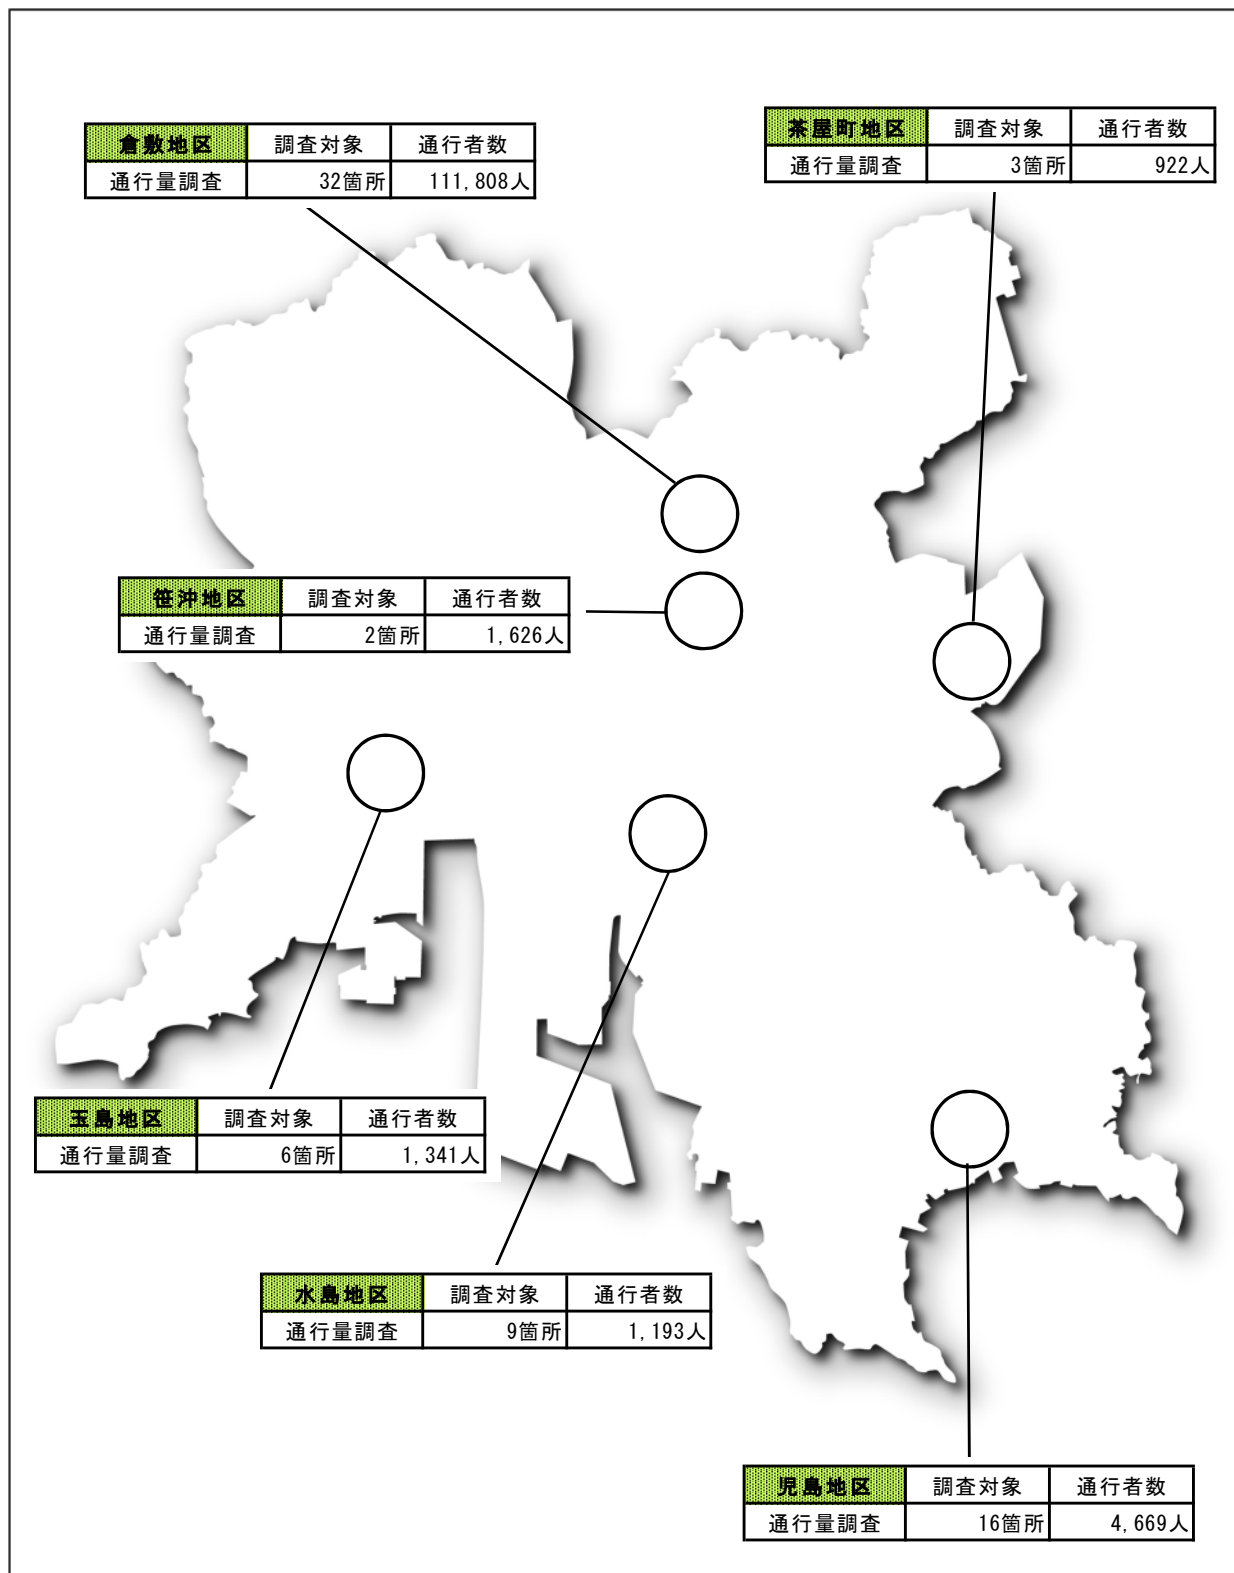 倉敷地区 調査対象 通行者数
通行量調査 32箇所 111,808人
茶屋町地区 調査対象 通行者数
通行量調査 3箇所 922人
笹沖地区 調査対象 通行者数
通行量調査 2箇所 1,626人
玉島地区 調査対象 通行者数
通行量調査 6箇所 1,341人
水島地区 調査対象 通行者数
通行量調査 9箇所 1,193人
児島地区 調査対象 通行者数
通行量調査 16箇所 4,669人